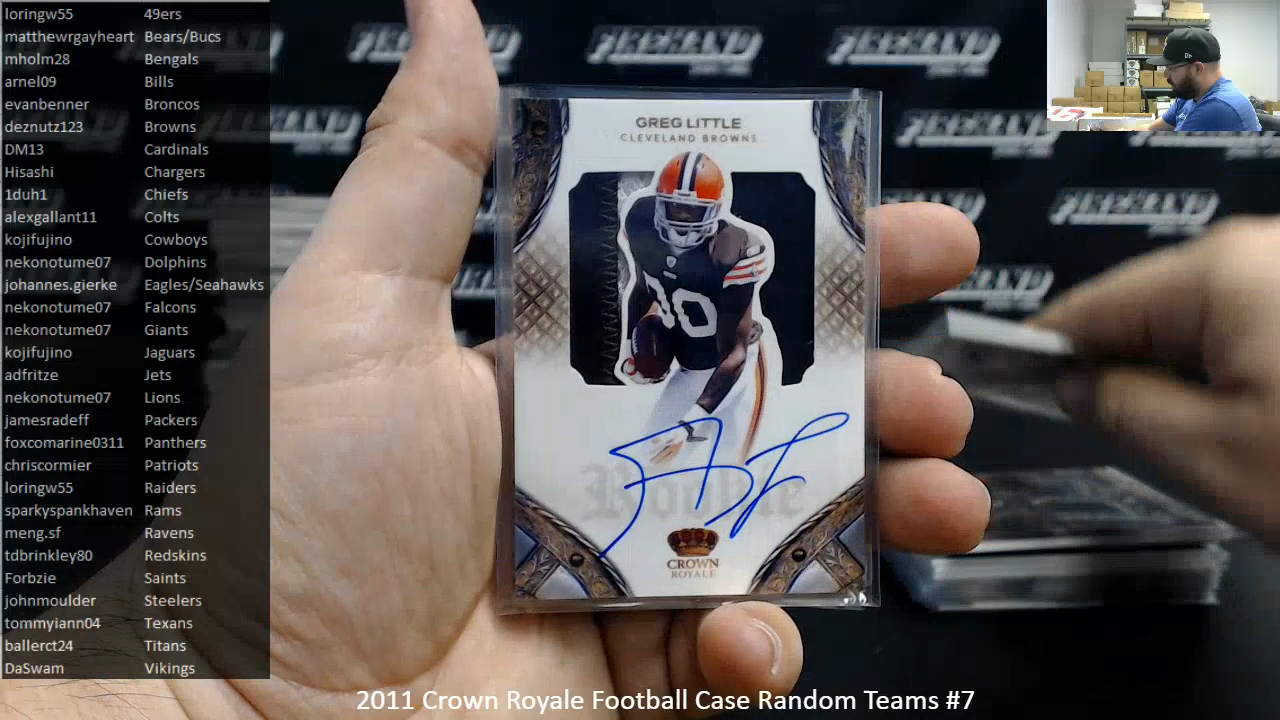 loringw55 49ers
matthewrgayheart Bears/Bucs
mholm28 Bengals
arnel09 Bills
evanbenner Broncos
deznutz123 Browns
DM13 Cardinals
Hisashi Chargers
1duh1 Chiefs
alexgallant11 Colts
kojifujino Cowboys
nekonotume07 Dolphins
johannes.gierke Eagles/Seahawks
nekonotume07 Falcons
nekonotume07 Giants
kojifujino Jaguars
adfritze Jets
nekonotume07 Lions
jamesradeff Packers
foxcomarine0311 Panthers
chriscormier Patriots
loringw55 Raiders
sparkyspankhaven Rams
meng.sf Ravens
tdbrinkley80 Redskins
Forbzie Saints
johnmoulder Steelers
tommyiann04 Texans
ballerct24 Titans
DaSwam Vikings
GREG LITTLE
CLEVELAND BROWNS
Rookie
CROWN
ROYALE
2011 Crown Royale Football Case Random Teams #7